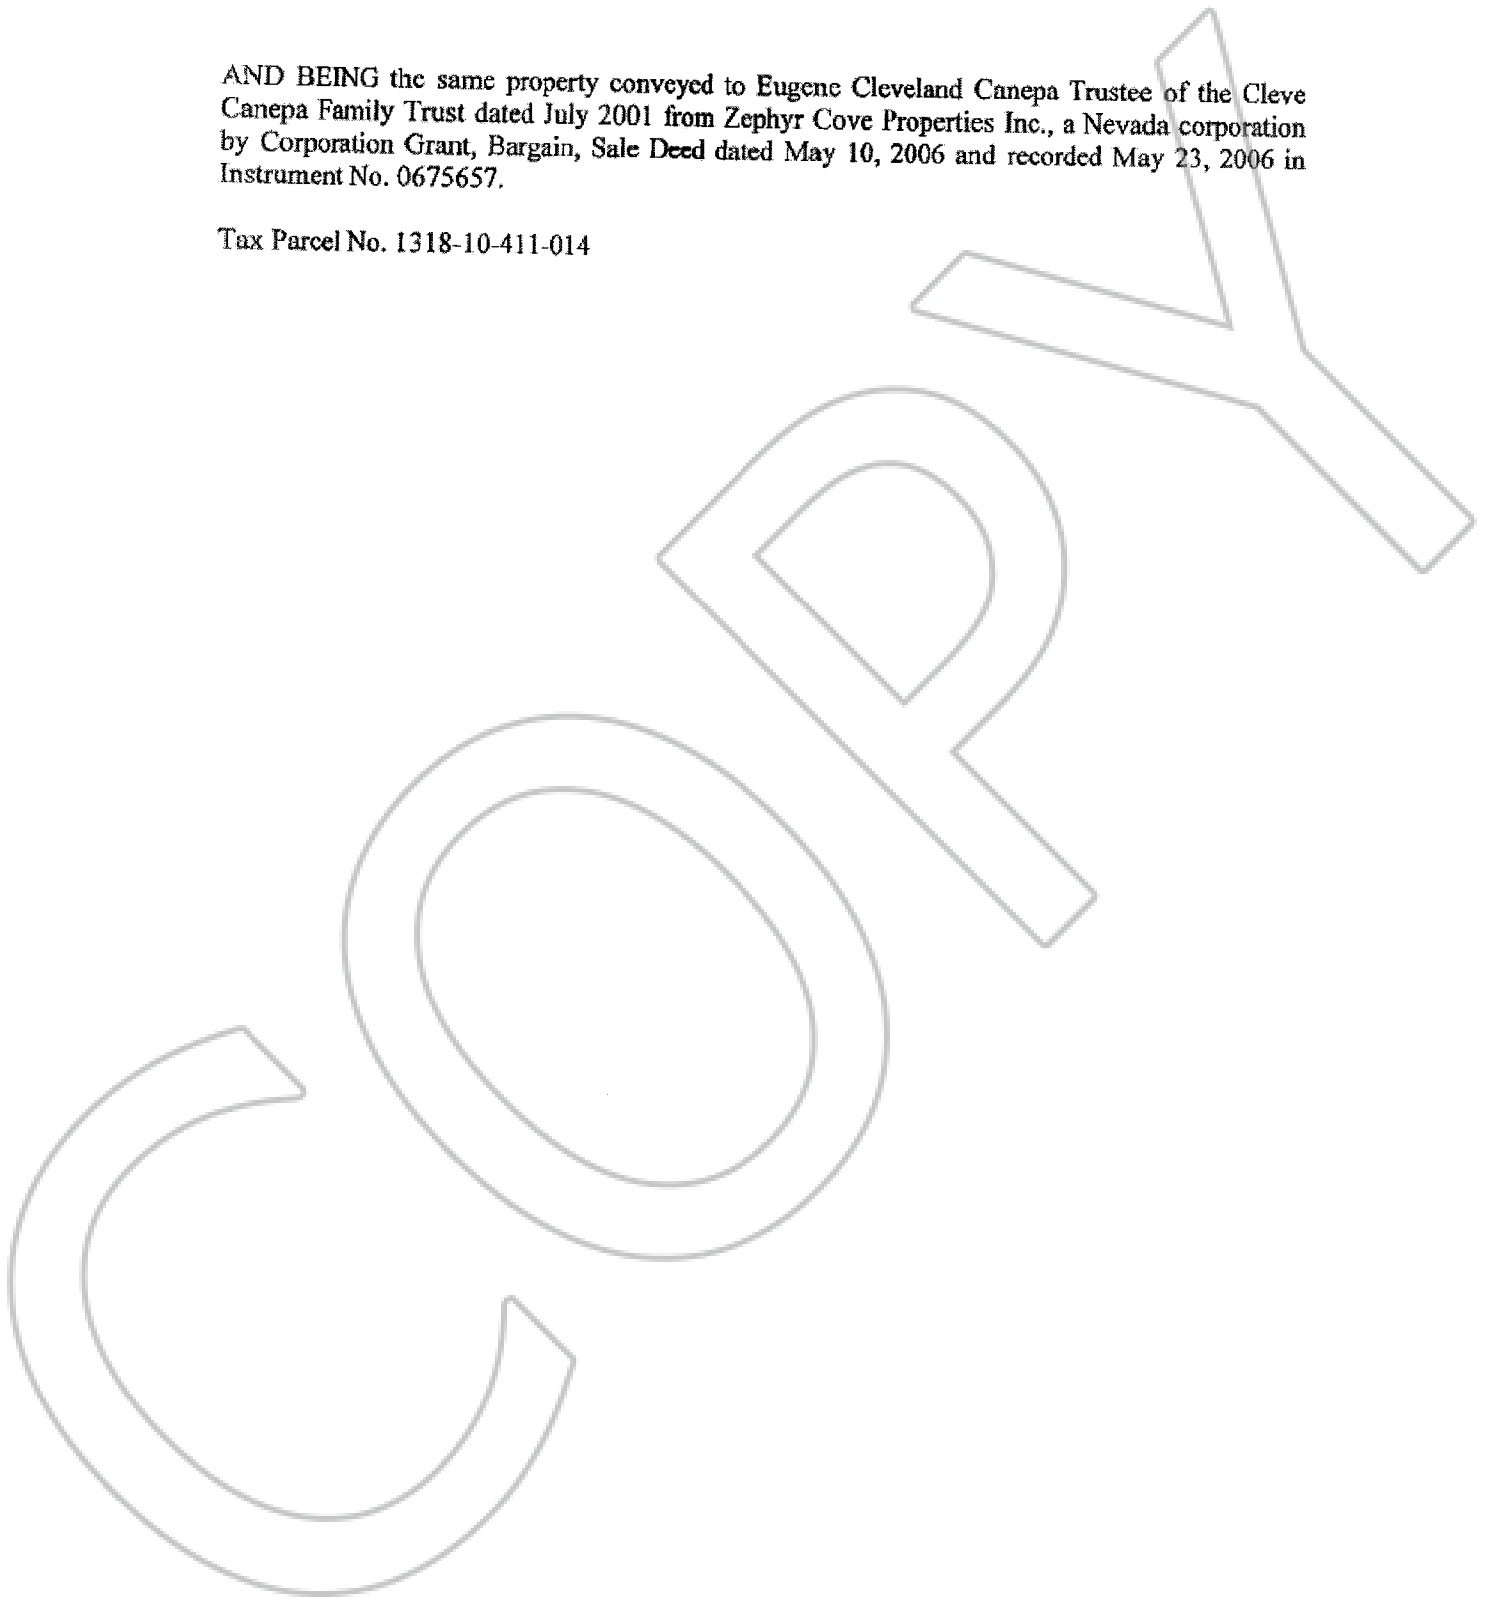 AND BEING the same property conveyed to Eugene Cleveland Canepa Trustee of the Cleve
Canepa Family Trust dated July 2001 from Zephyr Cove Properties Inc., a Nevada corporation
by Corporation Grant, Bargain, Sale Deed dated May 10, 2006 and recorded May 23, 2006 in
Instrument No. 0675657.
Tax Parcel No. 1318-10-411-014
COPY